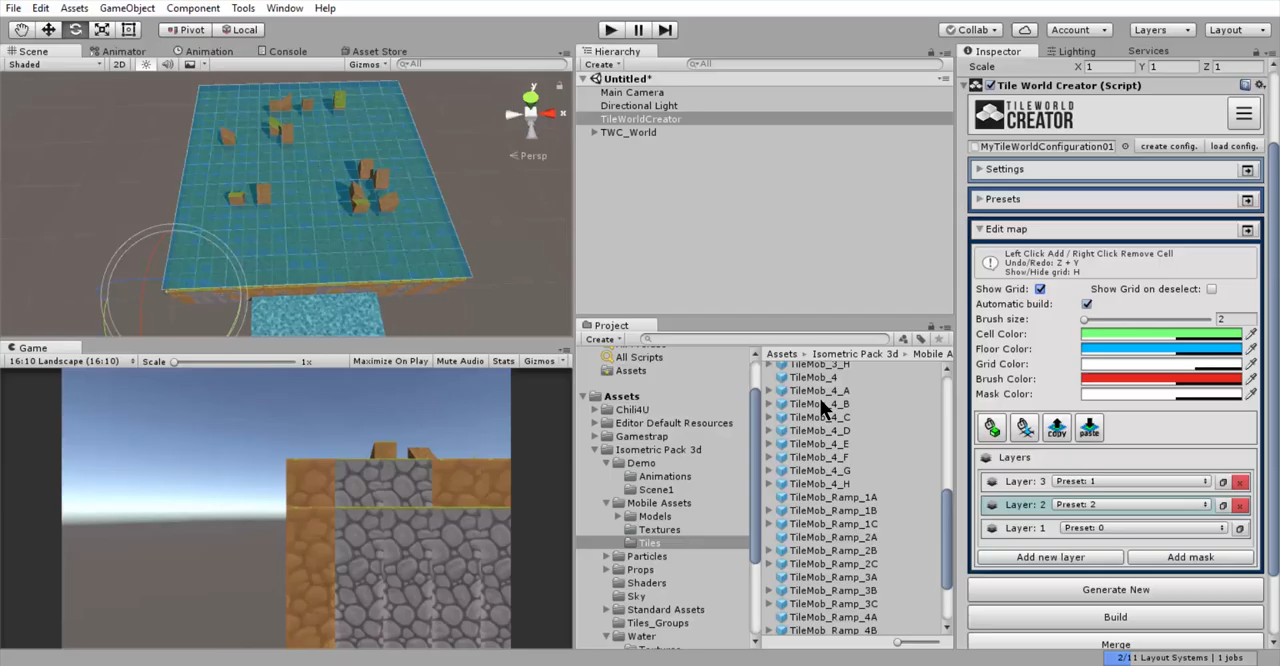 File Edit Assets GameObject Component Tools Window Help
Pivot Local Collab Account Layers Layout
Scene Animator Animation Console Asset Store
Shaded 2D Gizmos All
y
x
Persp
Game
16:10 Landscape (16:10) Scale 1x Maximize On Play Mute Audio Stats Gizmos
Hierarchy
Create All
Untitled*
Main Camera
Directional Light
TileWorldCreator
TWC_World
Project
Create
All Scripts
Assets
Assets
Chili4U
Editor Default Resources
Gamestrap
Isometric Pack 3d
Demo
Animations
Scene1
Mobile Assets
Models
Textures
Tiles
Particles
Props
Shaders
Sky
Standard Assets
Tiles_Groups
Water
Assets Isometric Pack 3d Mobile A
TileMob_3_H
TileMob_4
TileMob_4_A
TileMob_4_B
TileMob_4_C
TileMob_4_D
TileMob_4_E
TileMob_4_F
TileMob_4_G
TileMob_4_H
TileMob_Ramp_1A
TileMob_Ramp_1B
TileMob_Ramp_1C
TileMob_Ramp_2A
TileMob_Ramp_2B
TileMob_Ramp_2C
TileMob_Ramp_3A
TileMob_Ramp_3B
TileMob_Ramp_3C
TileMob_Ramp_4A
TileMob_Ramp_4B
Inspector Lighting Services
Scale X 1 Y 1 Z 1
Tile World Creator (Script)
TILEWORLD
CREATOR
MyTileWorldConfiguration01 create config. load config.
Settings
Presets
Edit map
Left Click Add / Right Click Remove Cell
Undo/Redo: Z + Y
Show/Hide grid: H
Show Grid: Show Grid on deselect:
Automatic build:
Brush size: 2
Cell Color:
Floor Color:
Grid Color:
Brush Color:
Mask Color:
copy paste
Layers
Layer: 3 Preset: 1 x
Layer: 2 Preset: 2 x
Layer: 1 Preset: 0
Add new layer Add mask
Generate New
Build
Merge
2/11 Layout Systems | 1 jobs